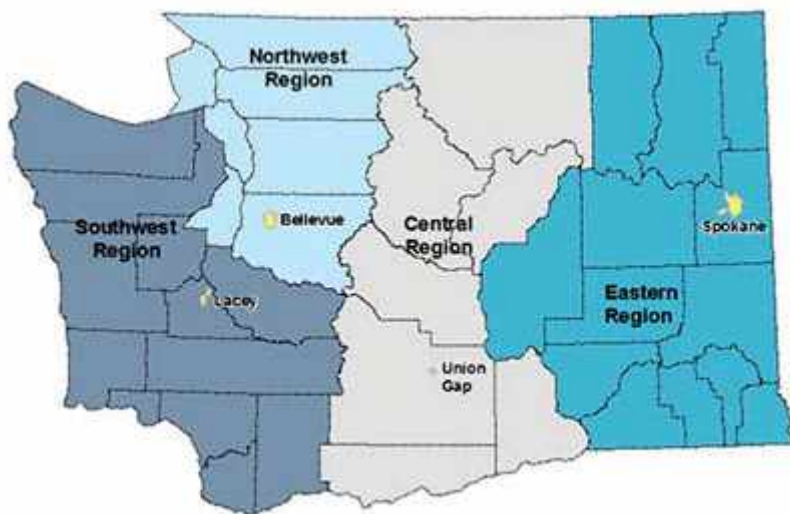 Northwest
Region
Southwest
Region
Bellevue
Central
Region
Spokane
Lacey
Eastern
Region
Union
Gap